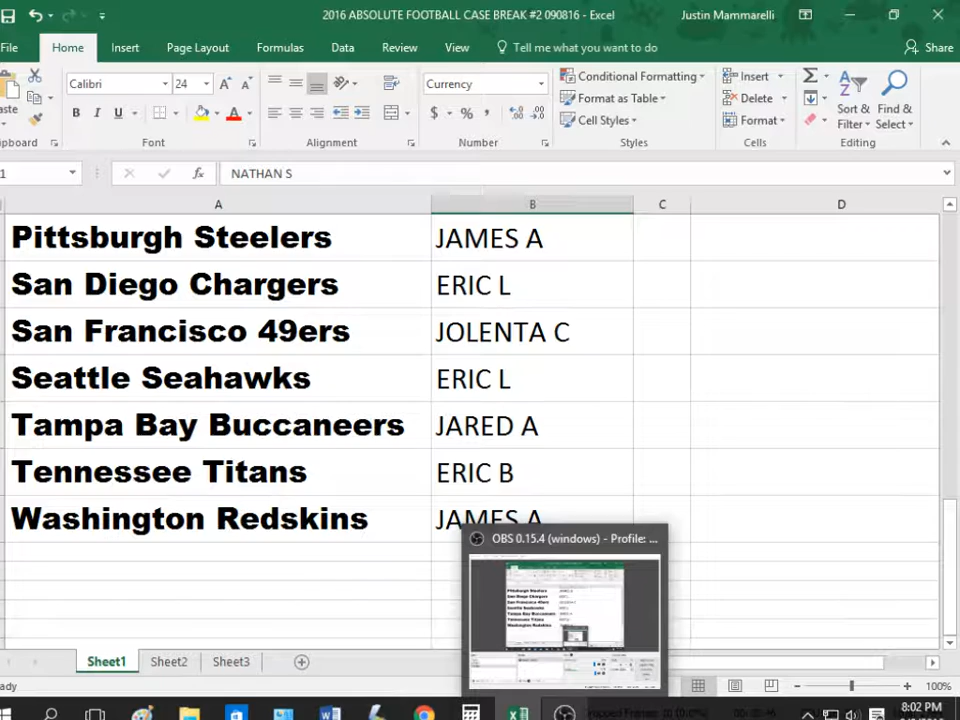 2016 ABSOLUTE FOOTBALL CASE BREAK #2 090816 - Excel
Justin Mammarelli
File Home Insert Page Layout Formulas Data Review View Tell me what you want to do Share
Calibri 24 Currency
B I U $ %
Conditional Formatting
Format as Table
Cell Styles
Insert
Delete
Format
Sort & Filter
Find & Select
Font Alignment Number Styles Cells Editing
fx NATHAN S
A B C D
Pittsburgh Steelers JAMES A
San Diego Chargers ERIC L
San Francisco 49ers JOLENTA C
Seattle Seahawks ERIC L
Tampa Bay Buccaneers JARED A
Tennessee Titans ERIC B
Washington Redskins JAMES A
OBS 0.15.4 (windows) - Profile: ...
Sheet1 Sheet2 Sheet3
100%
8:02 PM